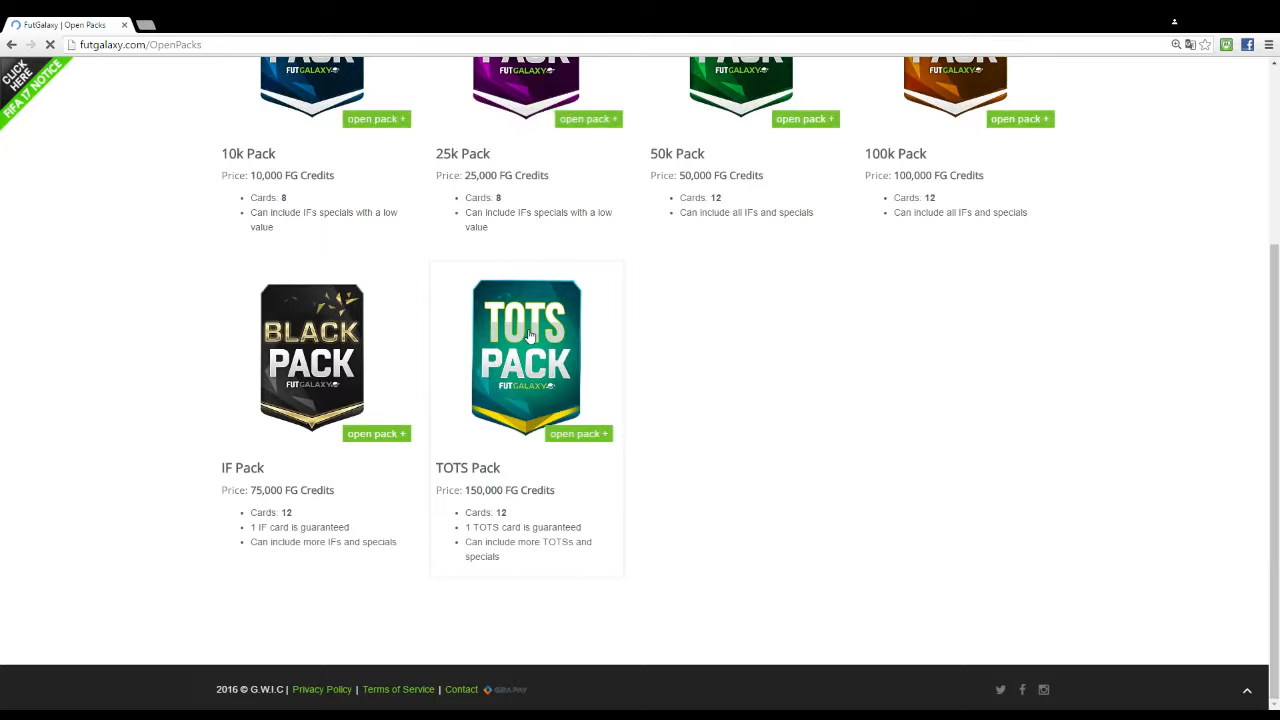 FutGalaxy | Open Packs
futgalaxy.com/OpenPacks
CLICK HERE
FIFA 17 NOTICE
PACK PACK PACK PACK
FUTGALAXY FUTGALAXY FUTGALAXY FUTGALAXY
open pack + open pack + open pack + open pack +
10k Pack 25k Pack 50k Pack 100k Pack
Price: 10,000 FG Credits Price: 25,000 FG Credits Price: 50,000 FG Credits Price: 100,000 FG Credits
• Cards: 8 • Cards: 8 • Cards: 12 • Cards: 12
• Can include IFs specials with a low • Can include IFs specials with a low • Can include all IFs and specials • Can include all IFs and specials
value value
BLACK
PACK
FUTGALAXY
open pack +
TOTS
PACK
FUTGALAXY
open pack +
IF Pack
Price: 75,000 FG Credits
• Cards: 12
• 1 IF card is guaranteed
• Can include more IFs and specials
TOTS Pack
Price: 150,000 FG Credits
• Cards: 12
• 1 TOTS card is guaranteed
• Can include more TOTSs and
specials
2016 © G.W.I.C | Privacy Policy | Terms of Service | Contact